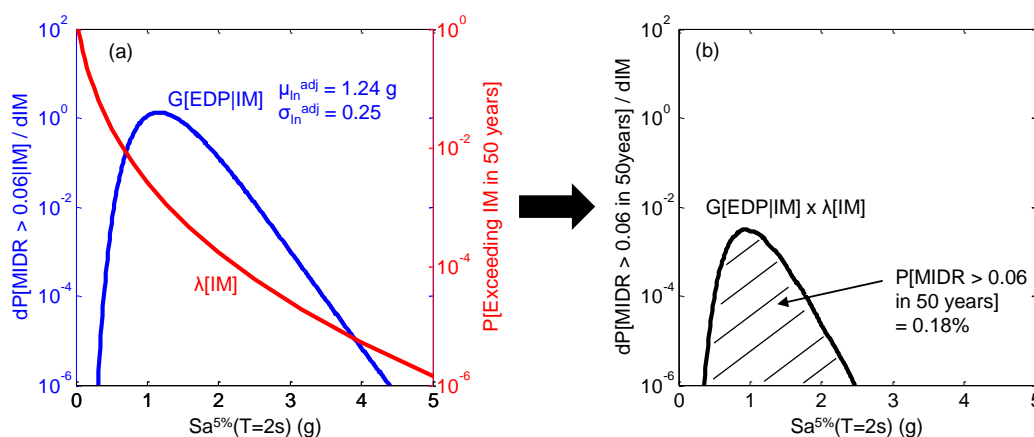 (a)
G[EDP|IM]
μln^adj = 1.24 g
σln^adj = 0.25
λ[IM]
dP[MIDR > 0.06|IM] / dIM
10^2
10^0
10^-2
10^-4
10^-6
P[Exceeding IM in 50 years]
10^0
10^-2
10^-4
10^-6
0 1 2 3 4 5
Sa^5%(T=2s) (g)
(b)
G[EDP|IM] x λ[IM]
P[MIDR > 0.06
in 50 years]
= 0.18%
dP[MIDR > 0.06 in 50years] / dIM
10^2
10^0
10^-2
10^-4
10^-6
0 1 2 3 4 5
Sa^5%(T=2s) (g)